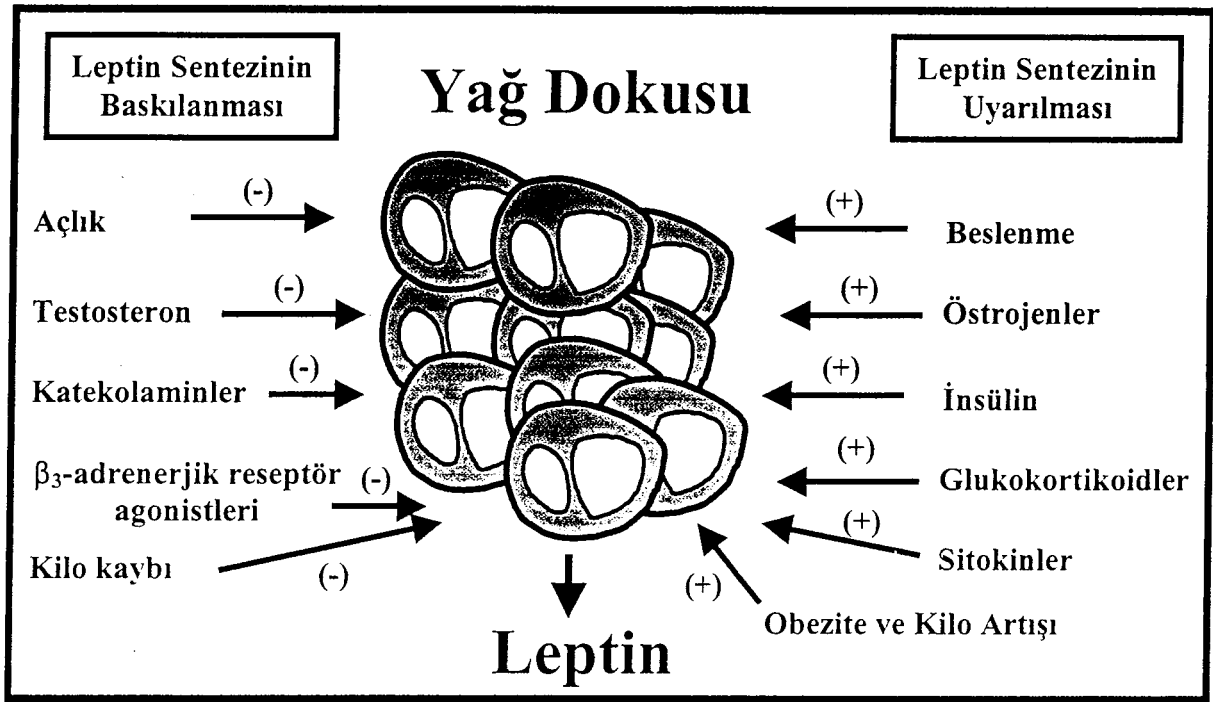 Leptin Sentezinin
Baskılanması
Yağ Dokusu
Leptin Sentezinin
Uyarılması
Açlık
(-)
Testosteron
(-)
Katekolaminler
(-)
β₃-adrenerjik reseptör
agonistleri
(-)
Kilo kaybı
(-)
(+)
Beslenme
(+)
Östrojenler
(+)
İnsülin
(+)
Glukokortikoidler
(+)
Sitokinler
(+)
Obezite ve Kilo Artışı
Leptin